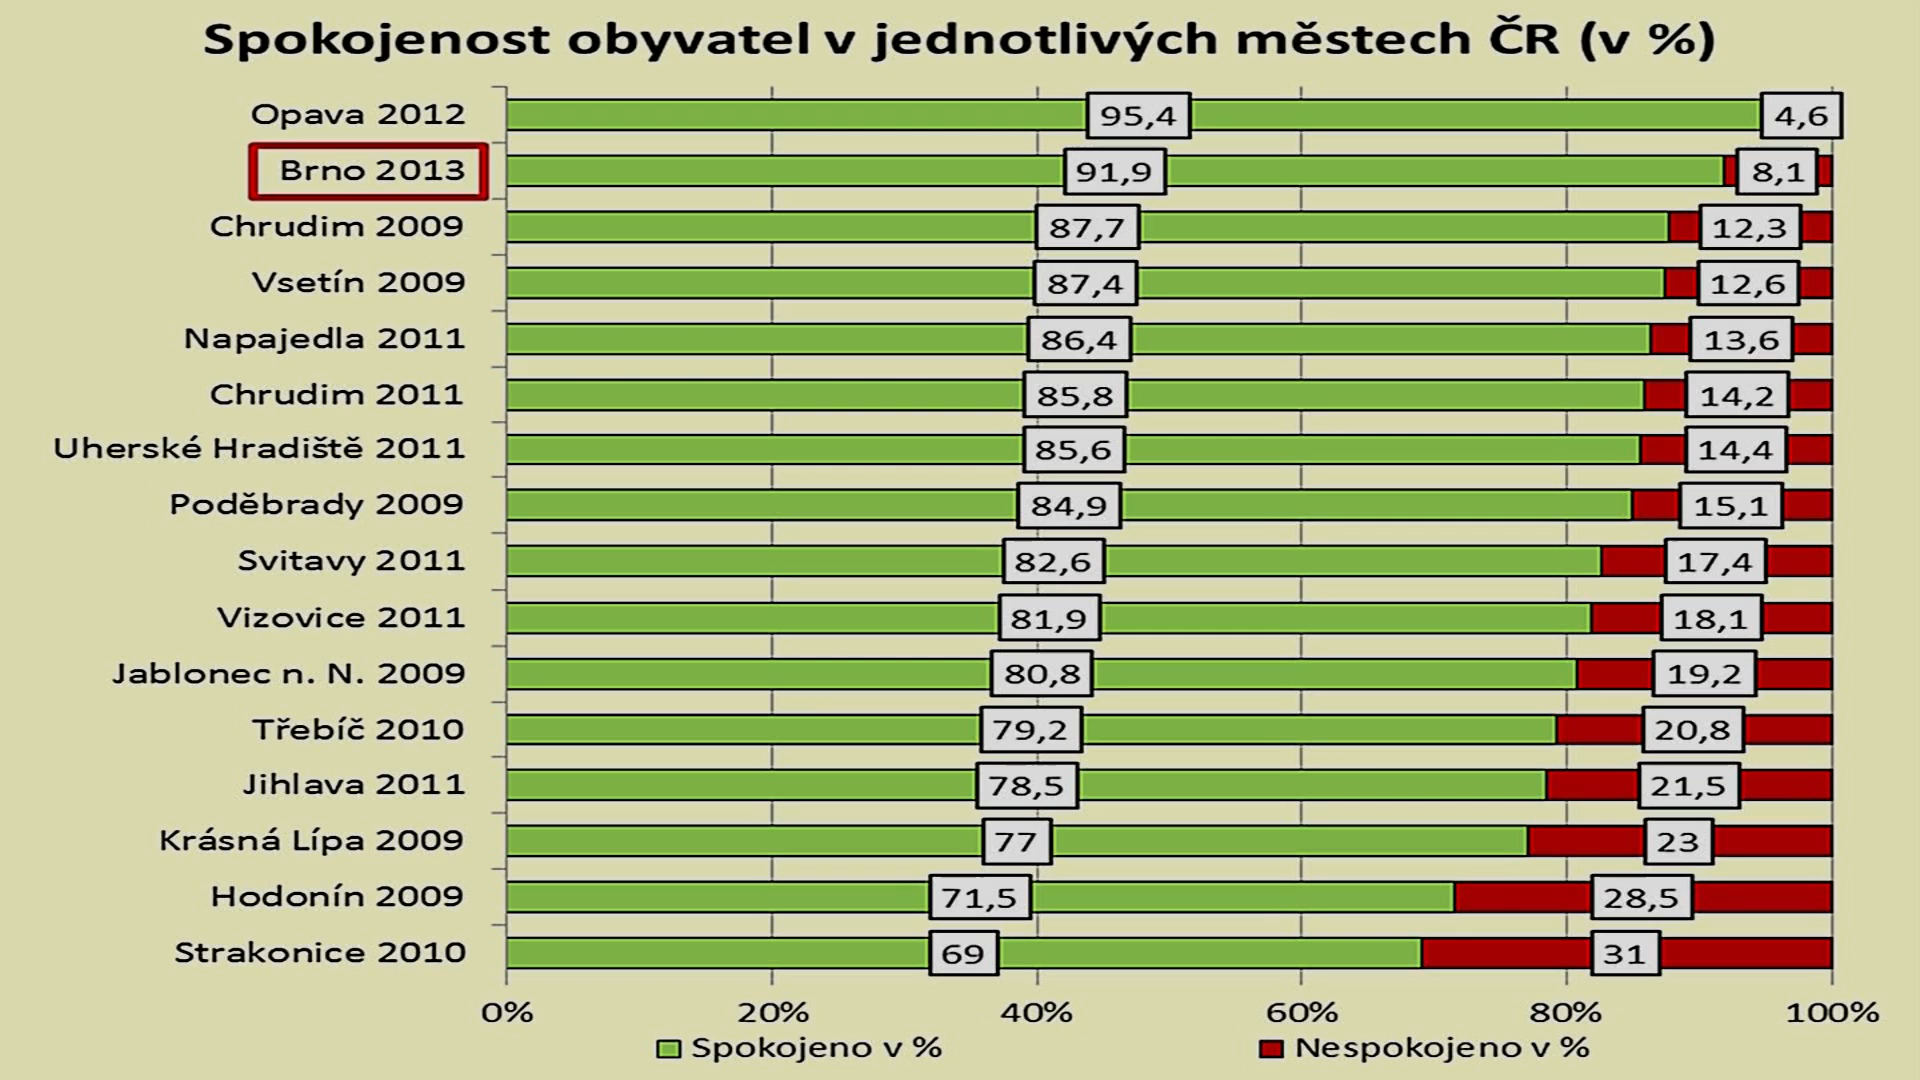 Spokojenost obyvatel v jednotlivých městech ČR (v %)
Opava 2012 95,4 4,6
Brno 2013 91,9 8,1
Chrudim 2009 87,7 12,3
Vsetín 2009 87,4 12,6
Napajedla 2011 86,4 13,6
Chrudim 2011 85,8 14,2
Uherské Hradiště 2011 85,6 14,4
Poděbrady 2009 84,9 15,1
Svitavy 2011 82,6 17,4
Vizovice 2011 81,9 18,1
Jablonec n. N. 2009 80,8 19,2
Třebíč 2010 79,2 20,8
Jihlava 2011 78,5 21,5
Krásná Lípa 2009 77 23
Hodonín 2009 71,5 28,5
Strakonice 2010 69 31
0% 20% 40% 60% 80% 100%
Spokojeno v % Nespokojeno v %